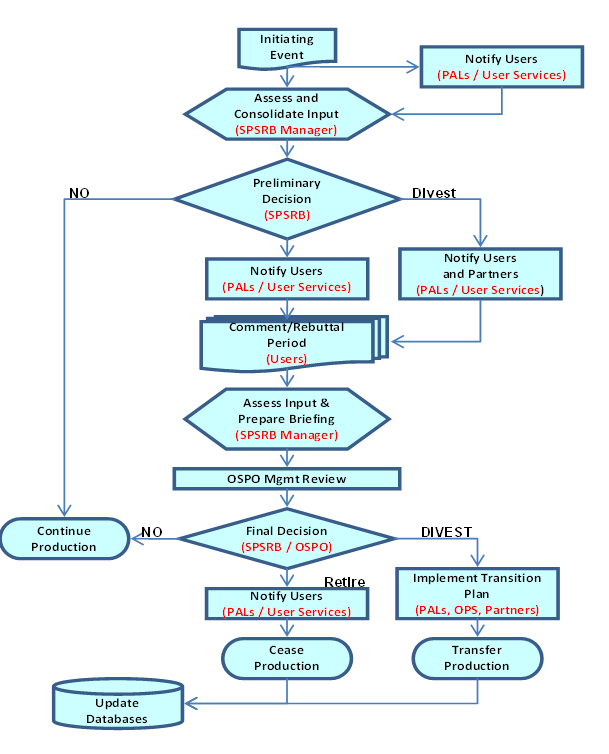 Initiating
Event
Notify Users
(PALs / User Services)
Assess and
Consolidate Input
(SPSRB Manager)
NO
Preliminary
Decision
(SPSRB)
DIvest
Notify Users
(PALs / User Services)
Notify Users
and Partners
(PALs / User Services)
Comment/Rebuttal
Period
(Users)
Assess Input &
Prepare Briefing
(SPSRB Manager)
OSPO Mgmt Review
Continue
Production
NO
Final Decision
(SPSRB / OSPO)
DIVEST
Retire
Notify Users
(PALs / User Services)
Implement Transition
Plan
(PALs, OPS, Partners)
Cease
Production
Transfer
Production
Update
Databases